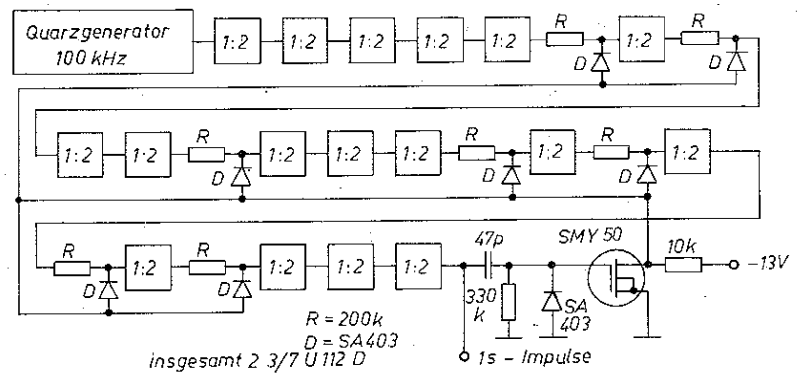 Quarzgenerator
100 kHz
1:2 1:2 1:2 1:2 1:2 R 1:2 R
D D
1:2 1:2 R 1:2 1:2 1:2 R 1:2 R 1:2
D D D
R 1:2 R 1:2 1:2 1:2 47p SMY 50 10k -13V
D D 330 k SA 403
R = 200k
D = SA403
insgesamt 2 3/7 U 112 D
1s - Impulse